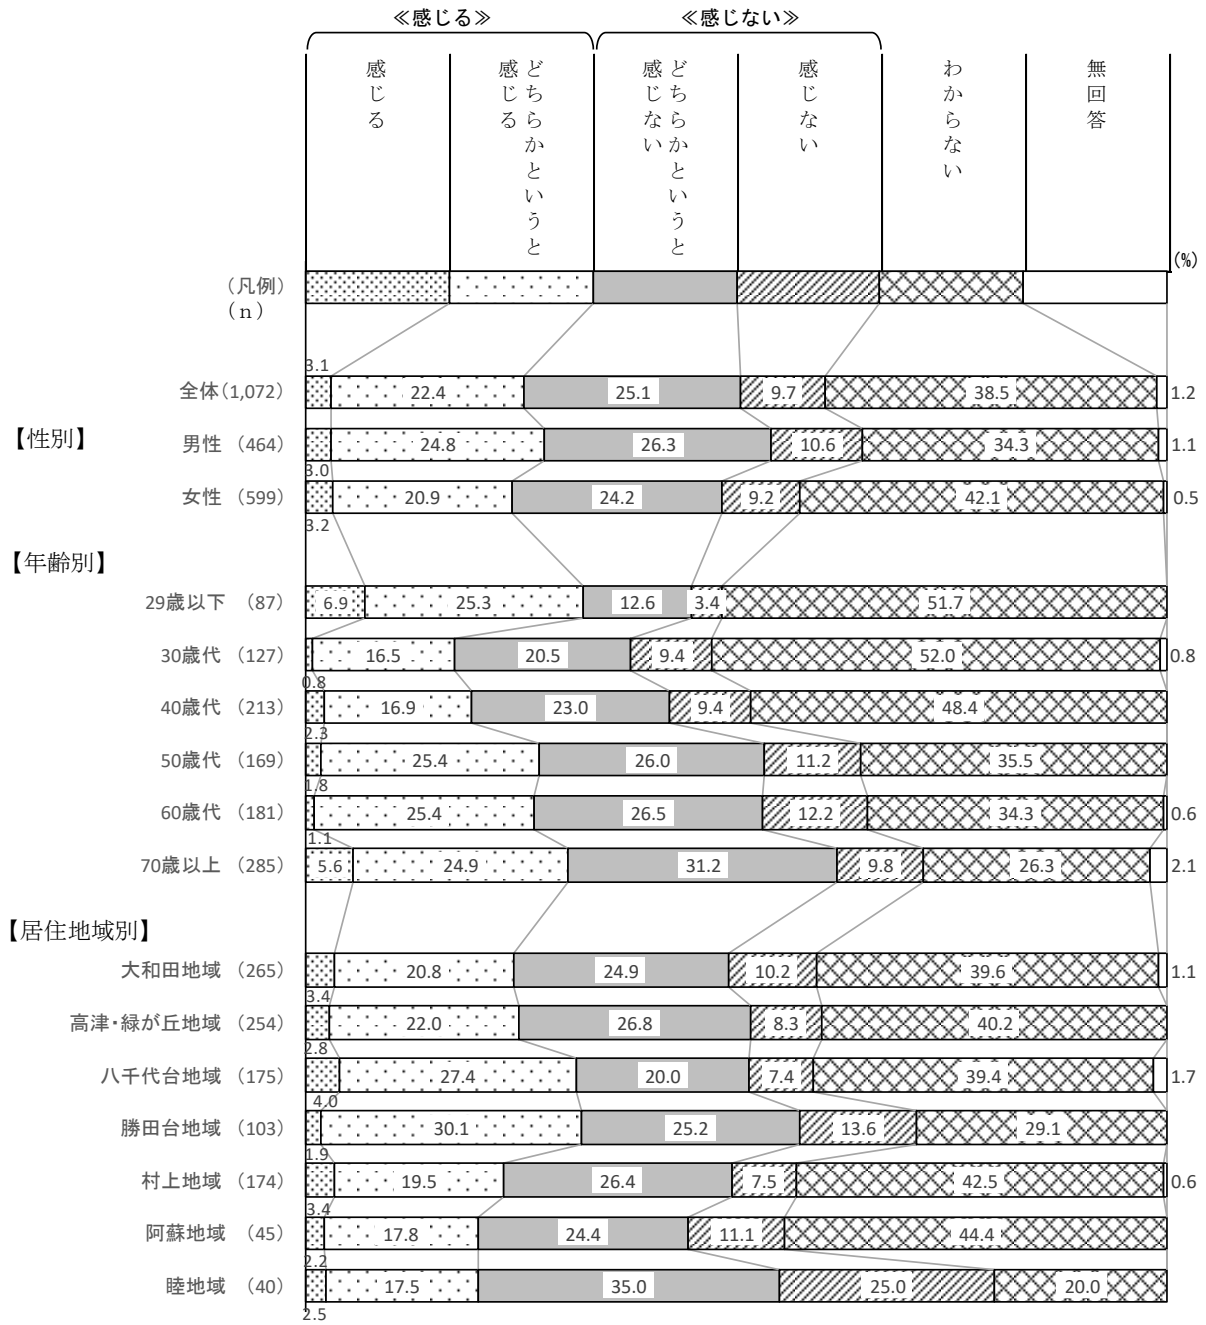 ≪感じる≫ ≪感じない≫
感じる
どちらかというと
感じる
どちらかというと
感じない
感じない
わからない
無回答
(%)
(凡例)
(n)
3.1
全体(1,072) 22.4 25.1 9.7 38.5 1.2
【性別】 男性 (464) 24.8 26.3 10.6 34.3 1.1
3.0
女性 (599) 20.9 24.2 9.2 42.1 0.5
3.2
【年齢別】
29歳以下 (87) 6.9 25.3 12.6 3.4 51.7
30歳代 (127) 16.5 20.5 9.4 52.0 0.8
0.8
40歳代 (213) 16.9 23.0 9.4 48.4
2.3
50歳代 (169) 25.4 26.0 11.2 35.5
1.8
60歳代 (181) 25.4 26.5 12.2 34.3 0.6
1.1
70歳以上 (285) 5.6 24.9 31.2 9.8 26.3 2.1
【居住地域別】
大和田地域 (265) 20.8 24.9 10.2 39.6 1.1
3.4
高津・緑が丘地域 (254) 22.0 26.8 8.3 40.2
2.8
八千代台地域 (175) 27.4 20.0 7.4 39.4 1.7
4.0
勝田台地域 (103) 30.1 25.2 13.6 29.1
1.9
村上地域 (174) 19.5 26.4 7.5 42.5 0.6
3.4
阿蘇地域 (45) 17.8 24.4 11.1 44.4
2.2
睦地域 (40) 17.5 35.0 25.0 20.0
2.5